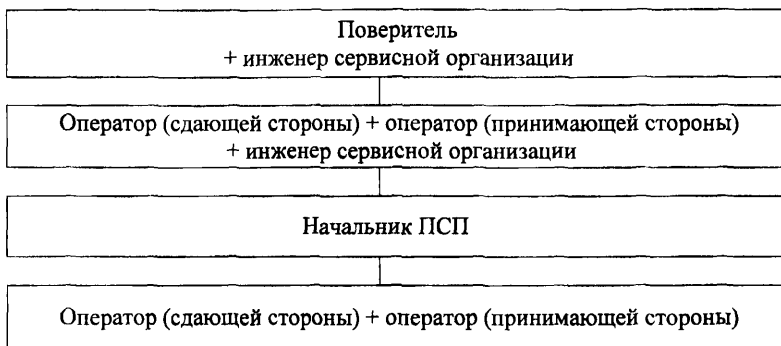 Поверитель
+ инженер сервисной организации
Оператор (сдающей стороны) + оператор (принимающей стороны)
+ инженер сервисной организации
Начальник ПСП
Оператор (сдающей стороны) + оператор (принимающей стороны)